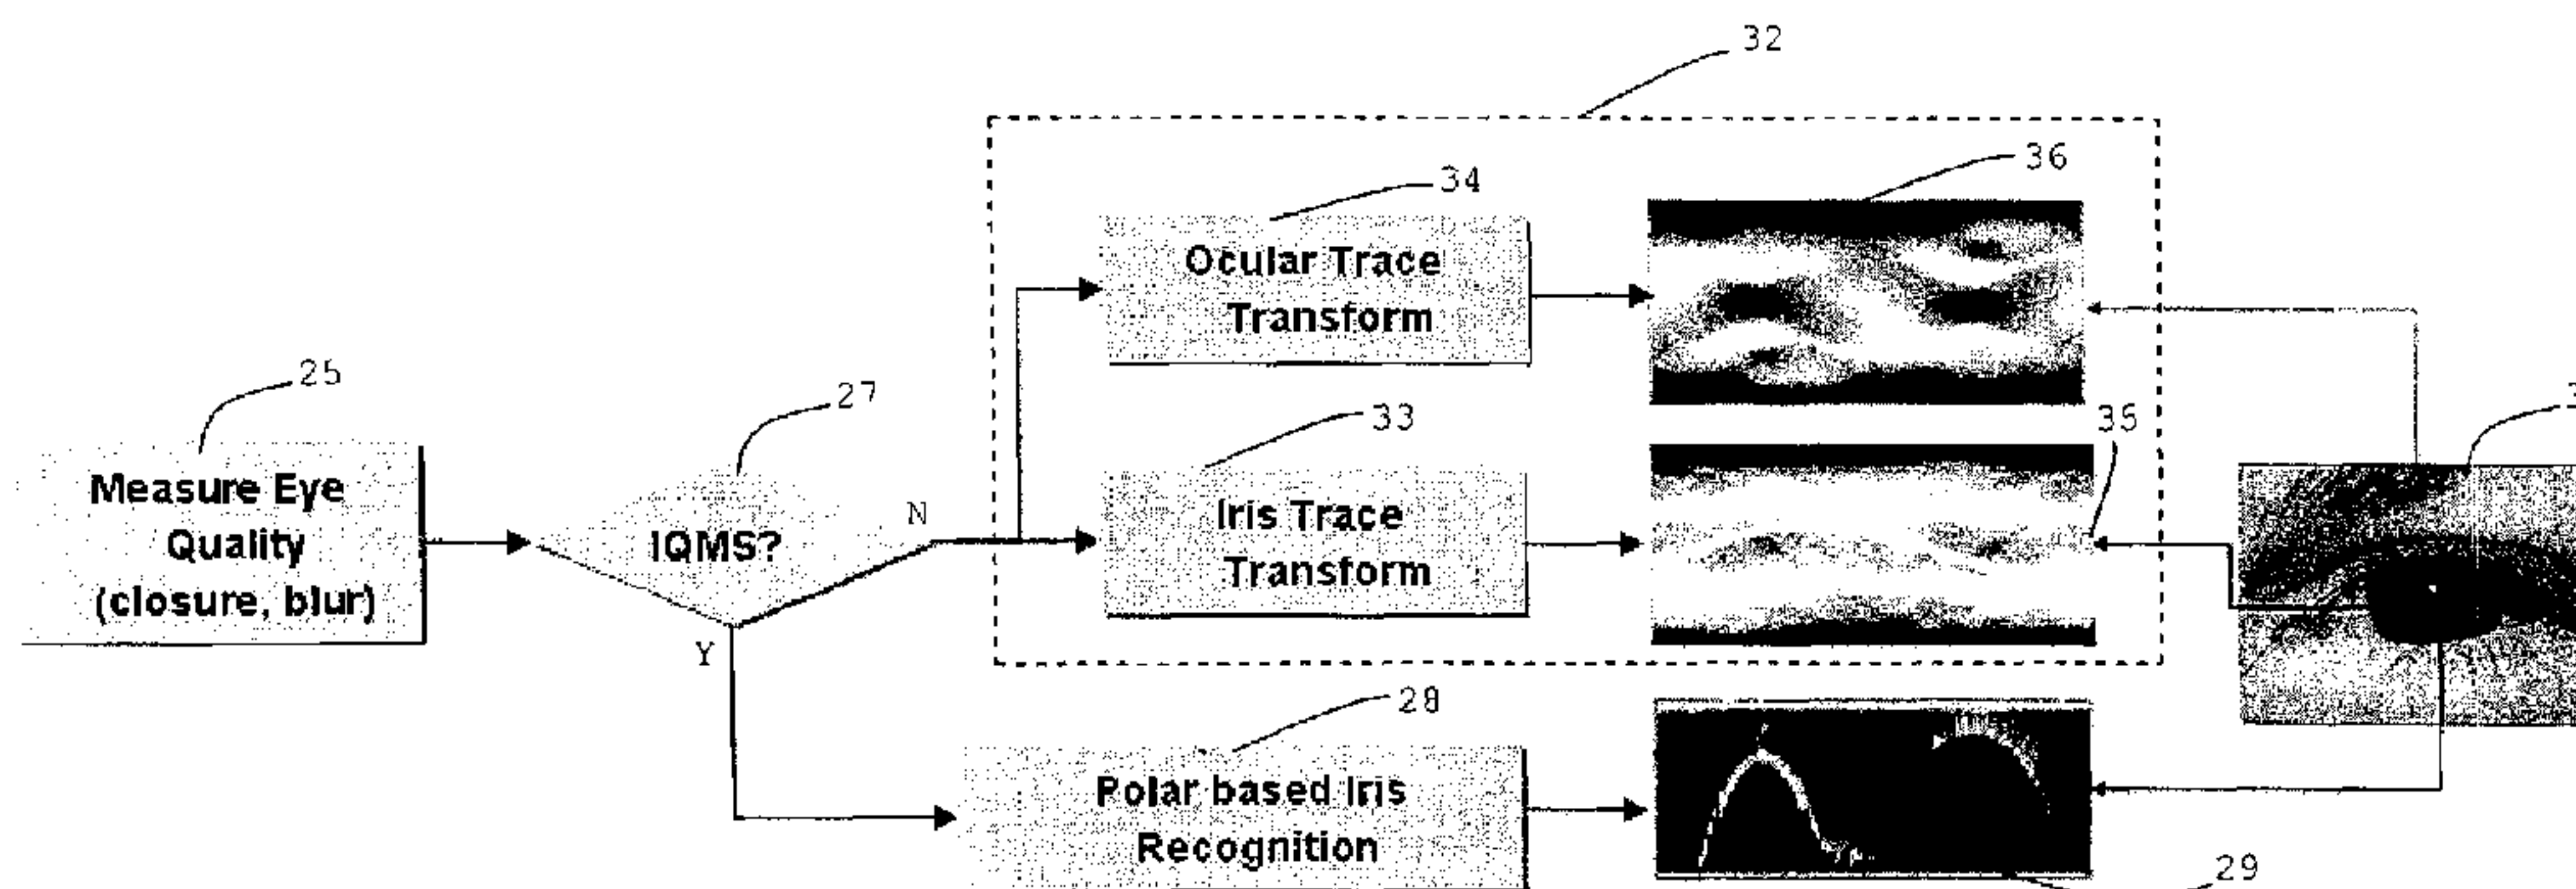 32
36
34
Ocular Trace
Transform
25
27
33
35
3
Measure Eye
Quality
(closure, blur)
IQMS?
N
Iris Trace
Transform
Y
28
Polar based Iris
Recognition
29